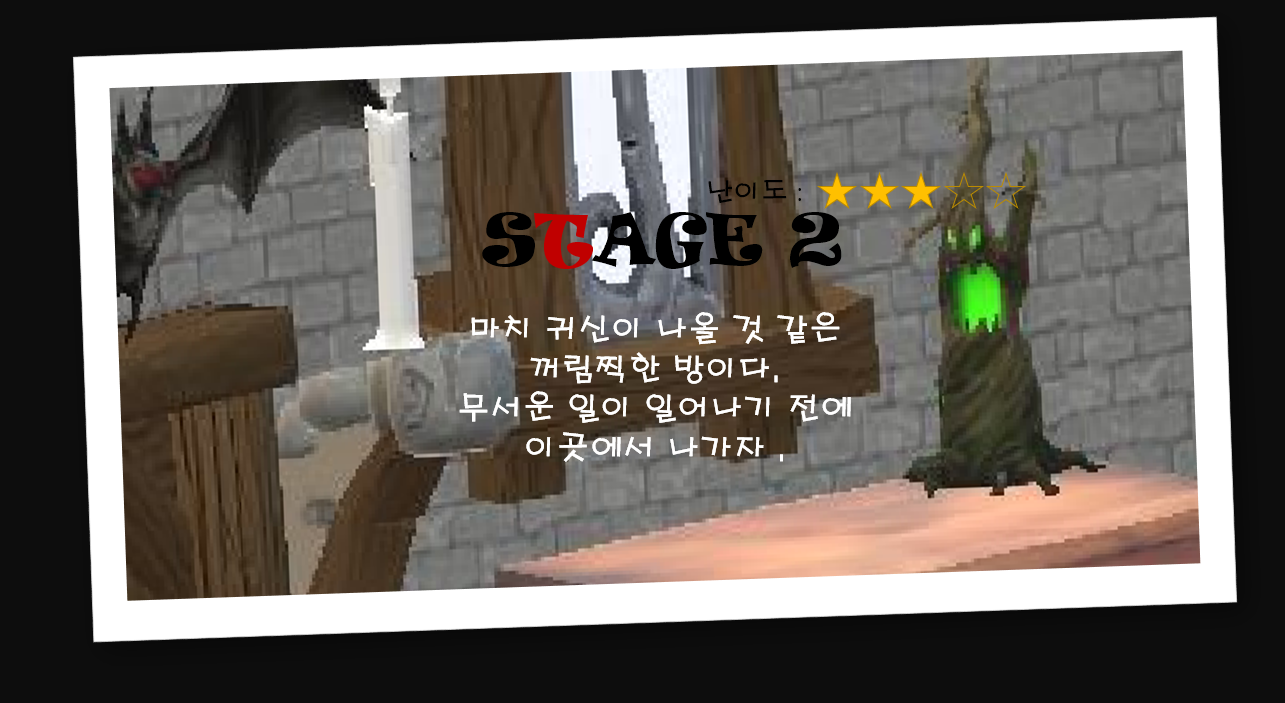 난이도 : ★★★☆☆
STAGE 2
마치 귀신이 나올 것 같은
꺼림찍한 방이다.
무서운 일이 일어나기 전에
이곳에서 나가자 .